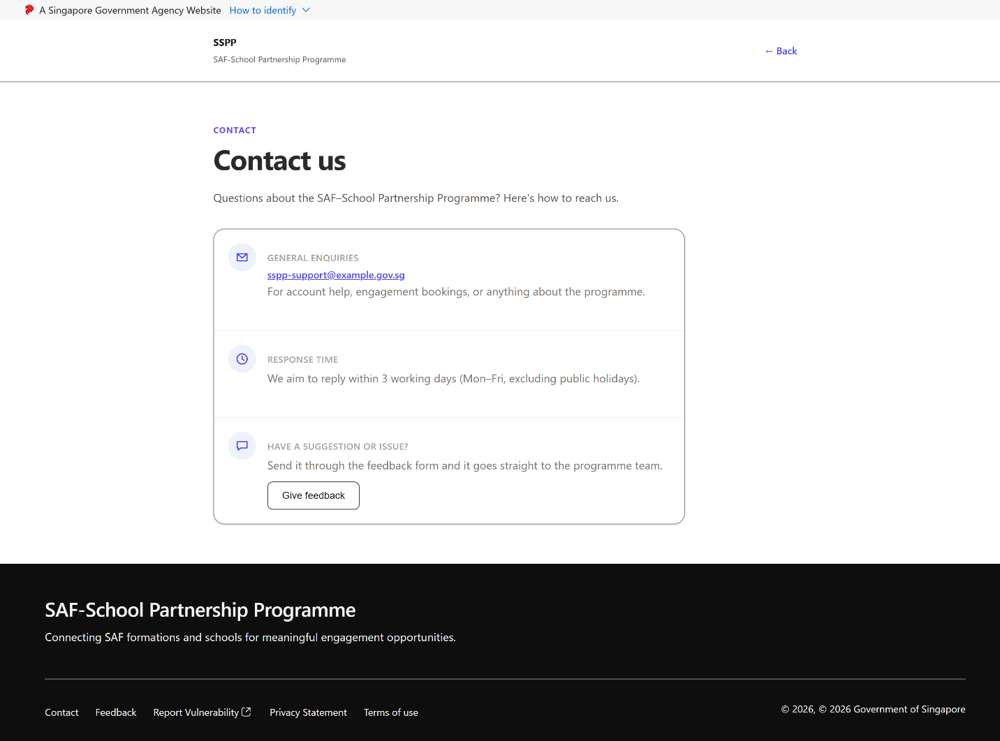 A Singapore Government Agency Website How to identify
SSPP
SAF-School Partnership Programme
← Back
CONTACT
Contact us
Questions about the SAF–School Partnership Programme? Here's how to reach us.
GENERAL ENQUIRIES
sspp-support@example.gov.sg
For account help, engagement bookings, or anything about the programme.
RESPONSE TIME
We aim to reply within 3 working days (Mon–Fri, excluding public holidays).
HAVE A SUGGESTION OR ISSUE?
Send it through the feedback form and it goes straight to the programme team.
Give feedback
SAF-School Partnership Programme
Connecting SAF formations and schools for meaningful engagement opportunities.
Contact Feedback Report Vulnerability Privacy Statement Terms of use
© 2026, © 2026 Government of Singapore